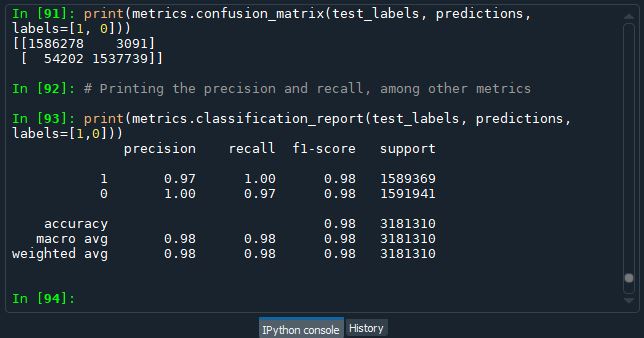 In [91]: print(metrics.confusion_matrix(test_labels, predictions,
labels=[1, 0]))
[[1586278    3091]
 [  54202 1537739]]
In [92]: # Printing the precision and recall, among other metrics
In [93]: print(metrics.classification_report(test_labels, predictions,
labels=[1,0]))
              precision    recall  f1-score   support
           1       0.97      1.00      0.98   1589369
           0       1.00      0.97      0.98   1591941
    accuracy                           0.98   3181310
   macro avg       0.98      0.98      0.98   3181310
weighted avg       0.98      0.98      0.98   3181310
In [94]:
IPython console History